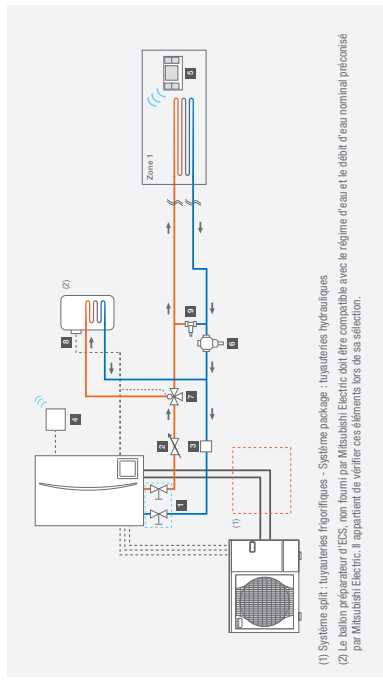 Zone 1
5
(2)
8
9
6
4
7
2
3
1
(1)
(1) Système split : tuyauteries frigorifiques - Système package : tuyauteries hydrauliques
(2) Le ballon préparateur d'ECS, non fourni par Mitsubishi Electric doit être compatible avec le régime d'eau et le débit d'eau nominal préconisé
par Mitsubishi Electric. Il appartient de vérifier ces éléments lors de sa sélection.